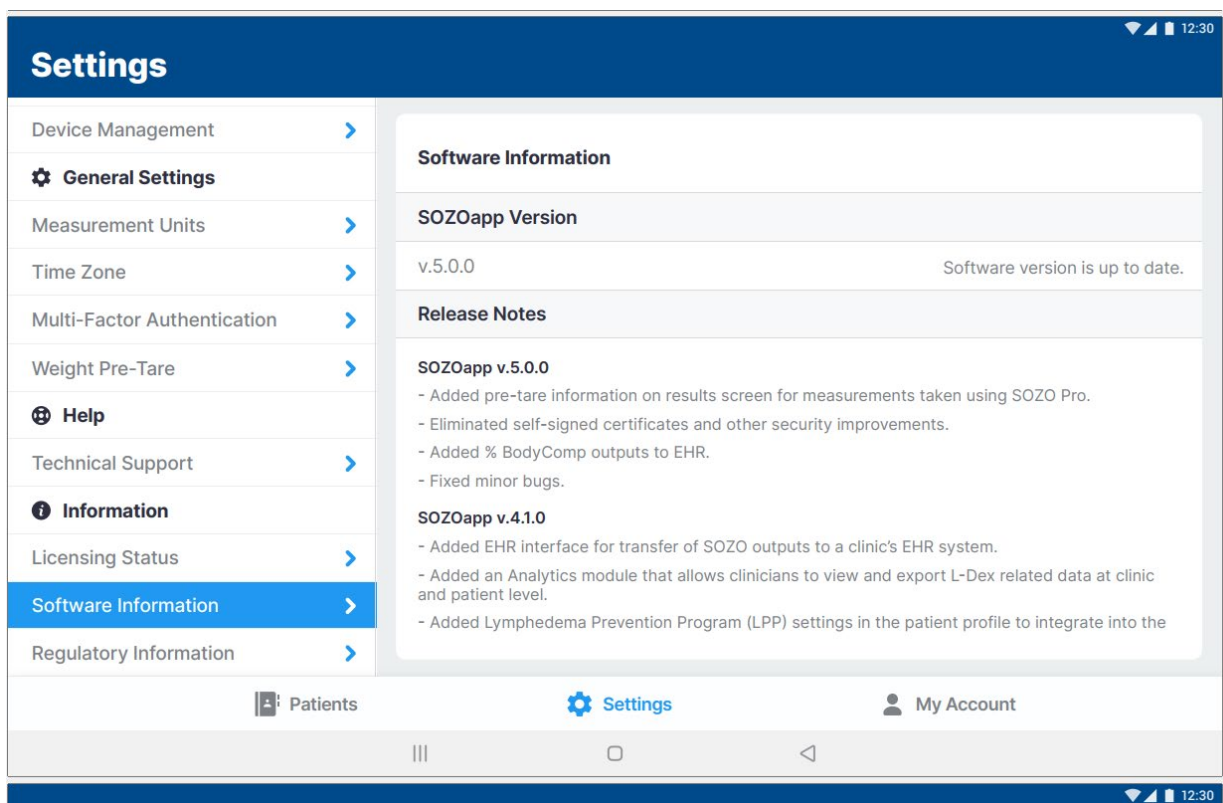 12:30
Settings
Device Management
General Settings
Measurement Units
Time Zone
Multi-Factor Authentication
Weight Pre-Tare
Help
Technical Support
Information
Licensing Status
Software Information
Regulatory Information
Software Information
SOZOapp Version
v.5.0.0
Software version is up to date.
Release Notes
SOZOapp v.5.0.0
- Added pre-tare information on results screen for measurements taken using SOZO Pro.
- Eliminated self-signed certificates and other security improvements.
- Added % BodyComp outputs to EHR.
- Fixed minor bugs.
SOZOapp v.4.1.0
- Added EHR interface for transfer of SOZO outputs to a clinic's EHR system.
- Added an Analytics module that allows clinicians to view and export L-Dex related data at clinic
and patient level.
- Added Lymphedema Prevention Program (LPP) settings in the patient profile to integrate into the
Patients
Settings
My Account
12:30